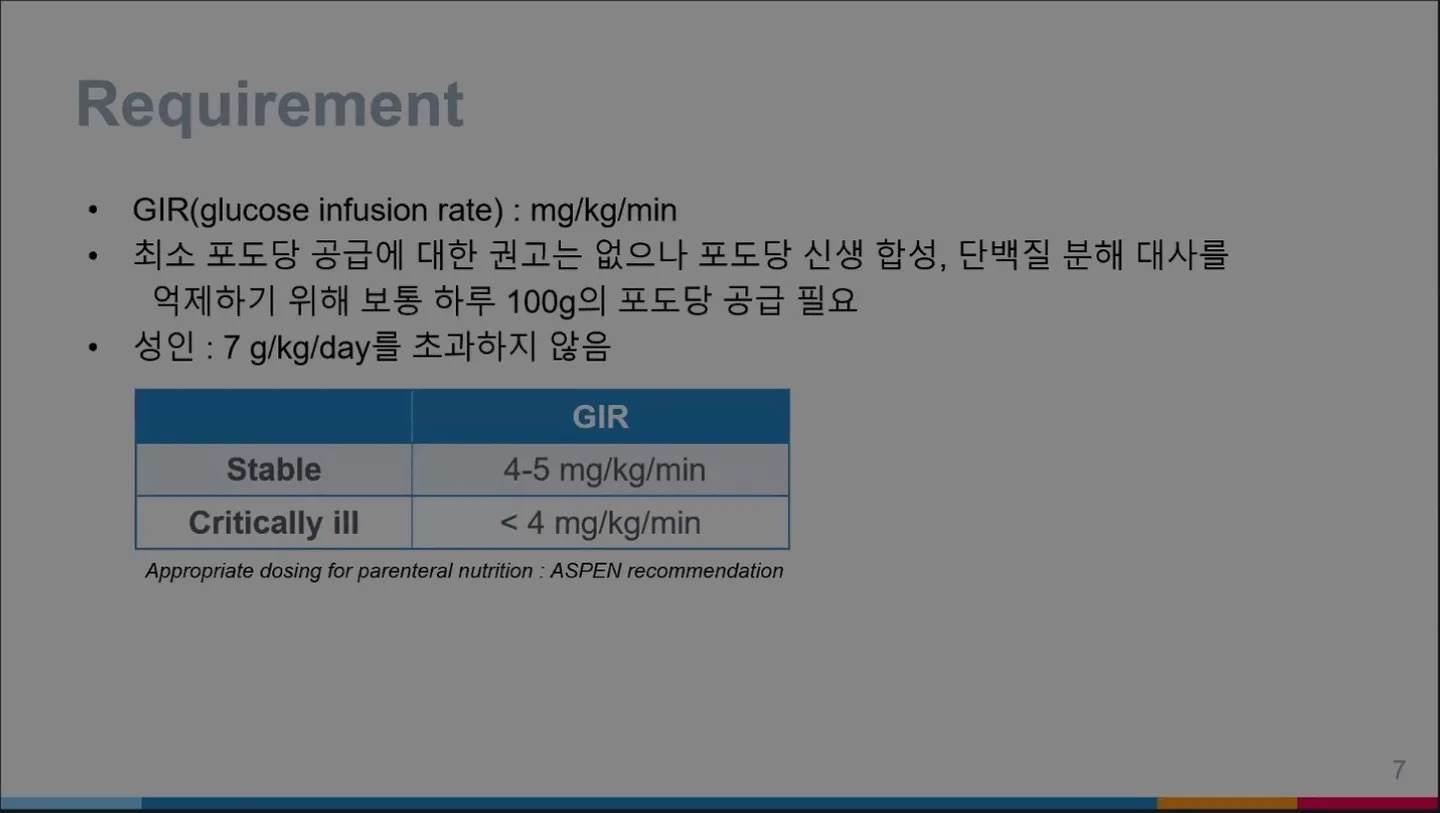 Requirement
• GIR(glucose infusion rate) : mg/kg/min
• 최소 포도당 공급에 대한 권고는 없으나 포도당 신생 합성, 단백질 분해 대사를
억제하기 위해 보통 하루 100g의 포도당 공급 필요
• 성인 : 7 g/kg/day를 초과하지 않음
GIR
Stable 4-5 mg/kg/min
Critically ill < 4 mg/kg/min
Appropriate dosing for parenteral nutrition : ASPEN recommendation
7